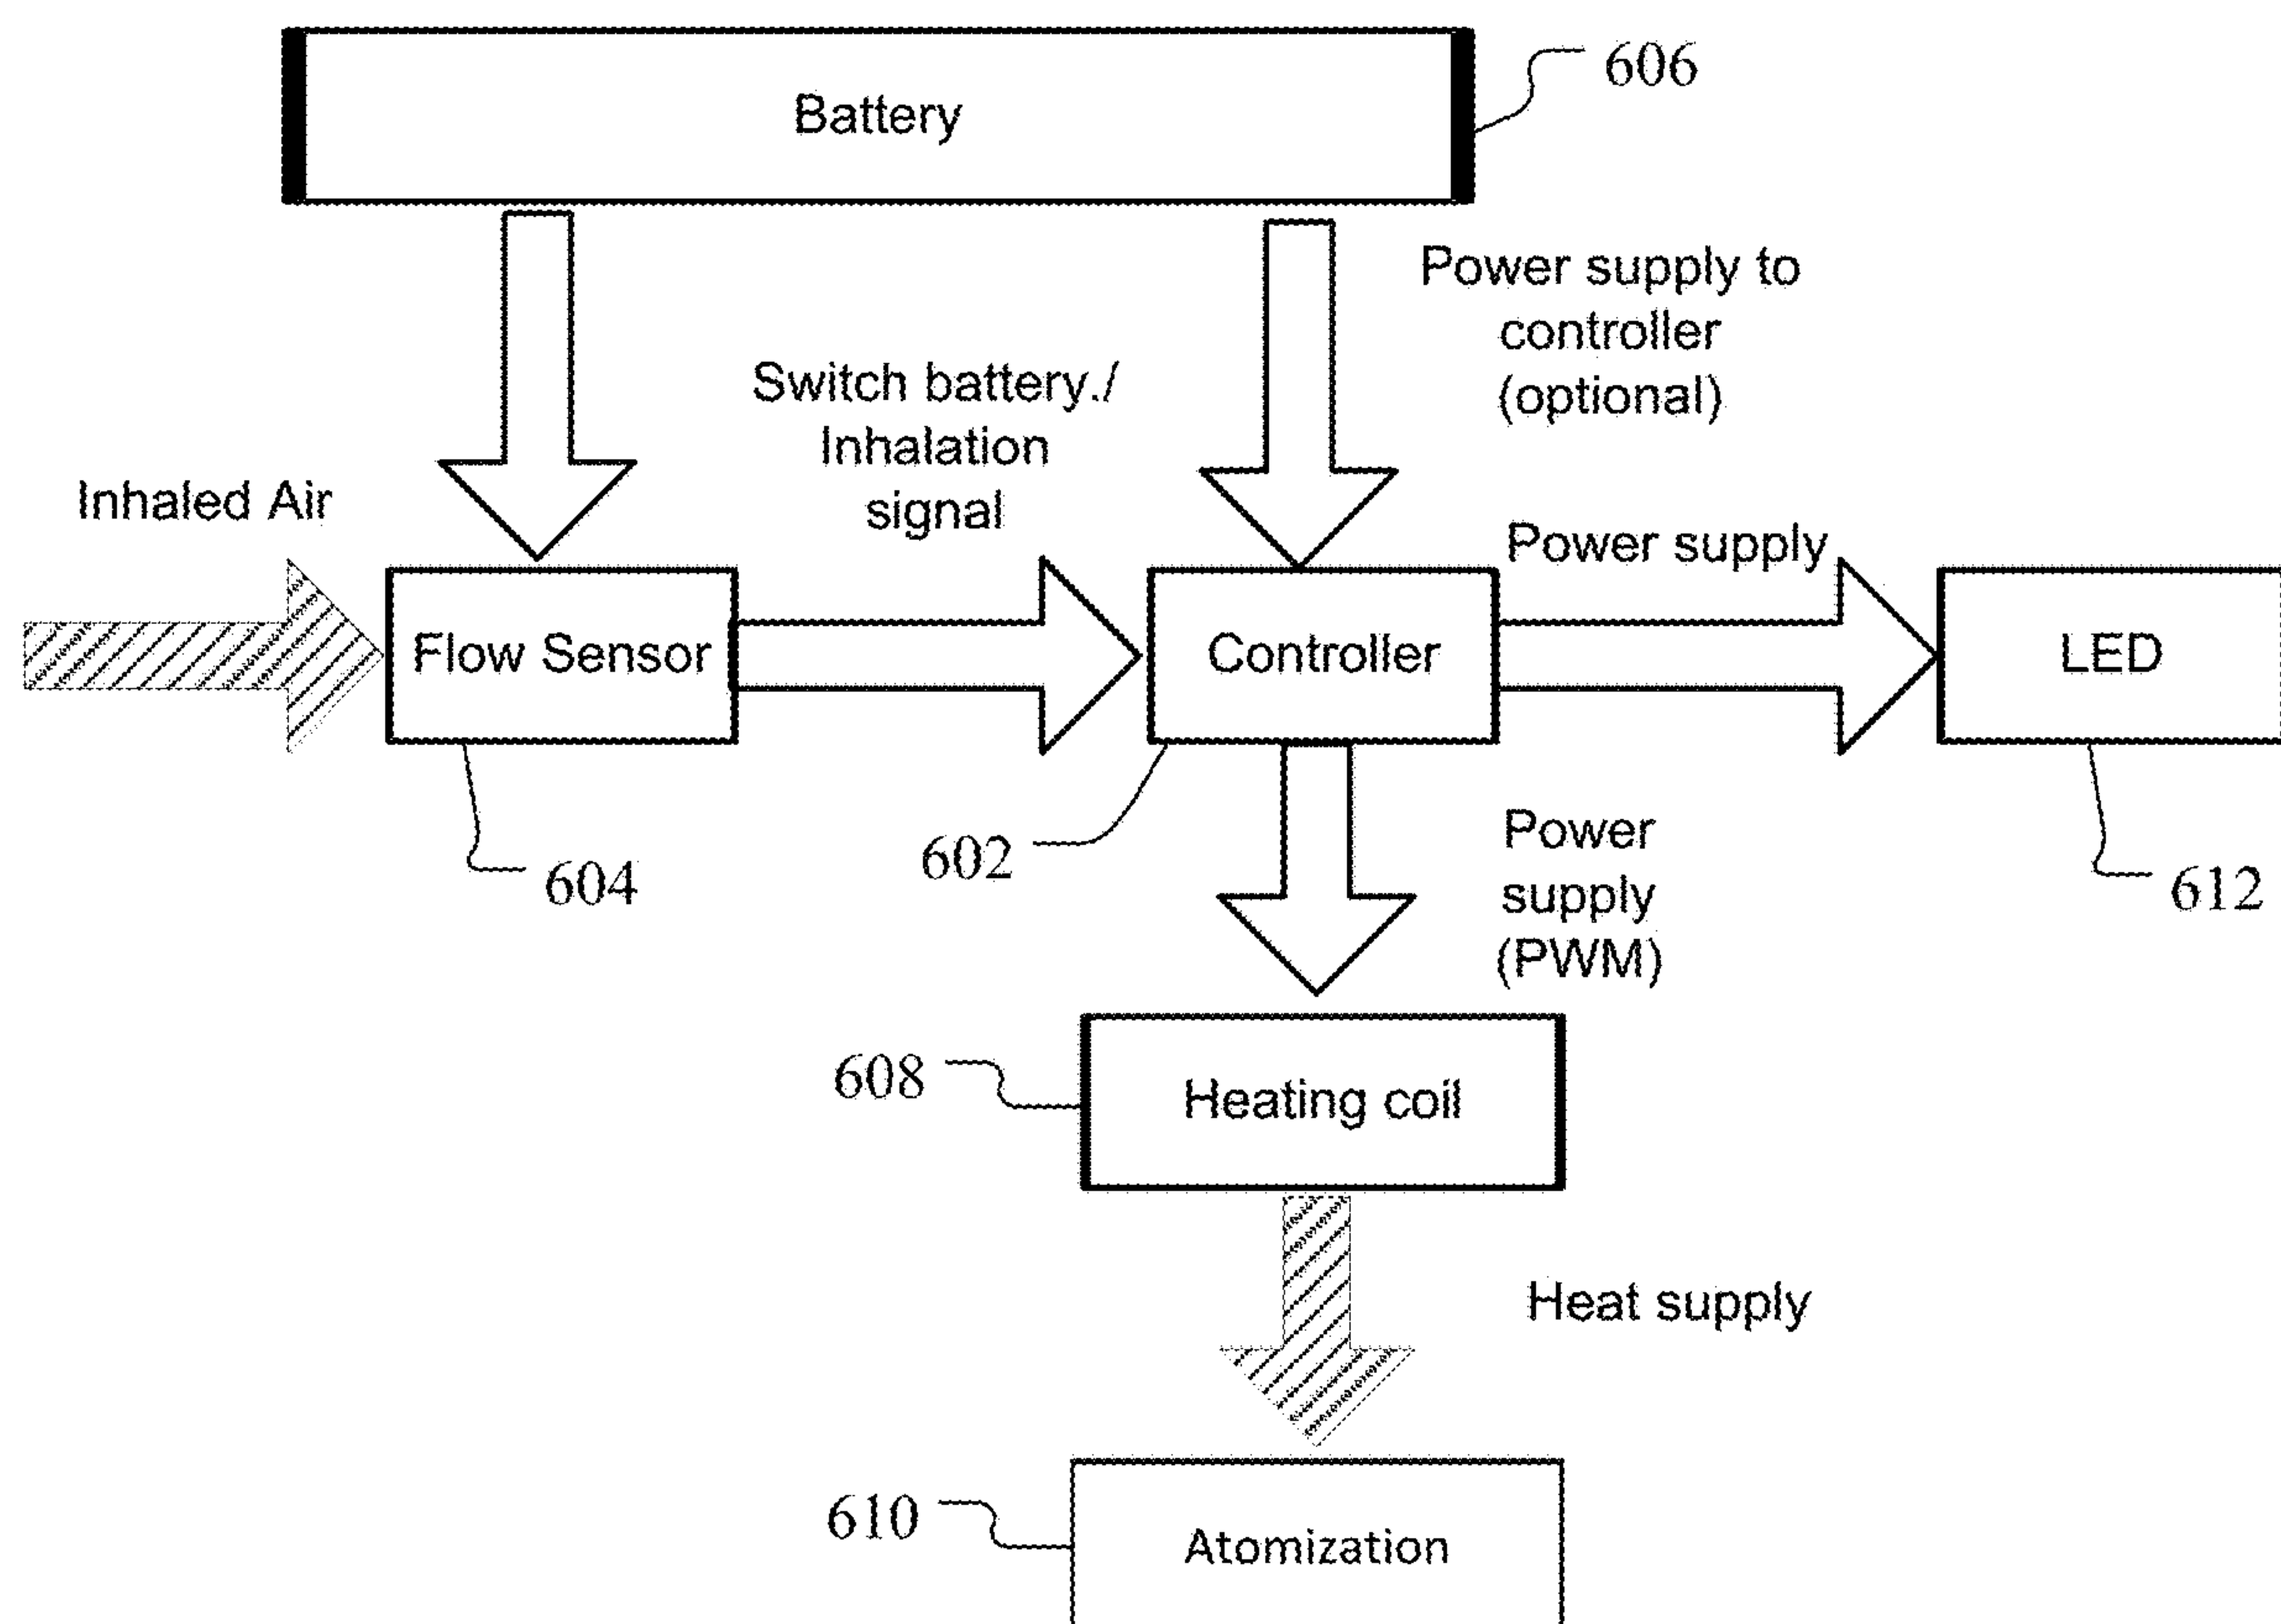 Battery
606
Power supply to
controller
(optional)
Switch battery./
Inhalation
signal
Inhaled Air
Power supply
Flow Sensor
Controller
LED
604
602
612
Power
supply
(PWM)
608
Heating coil
Heat supply
610
Atomization